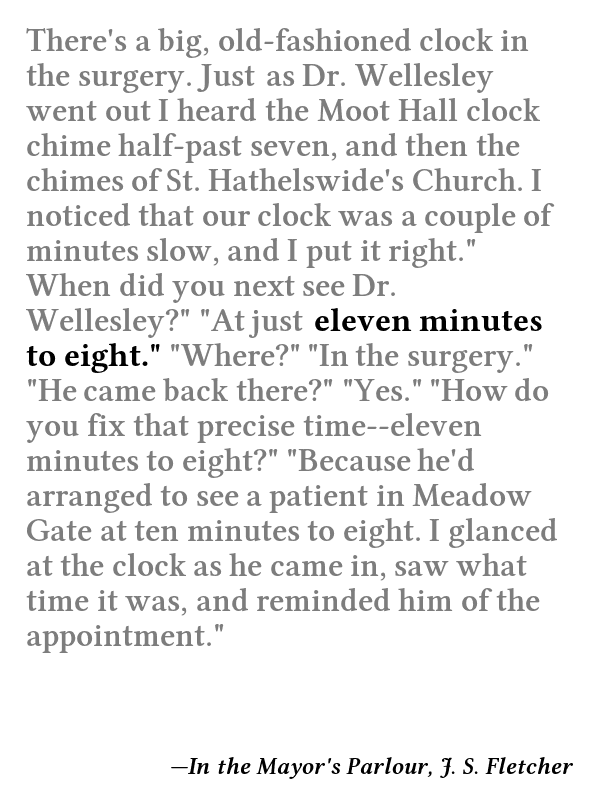 There's a big, old-fashioned clock in
the surgery. Just as Dr. Wellesley
went out I heard the Moot Hall clock
chime half-past seven, and then the
chimes of St. Hathelswide's Church. I
noticed that our clock was a couple of
minutes slow, and I put it right."
When did you next see Dr.
Wellesley?" "At just eleven minutes
to eight." "Where?" "In the surgery."
"He came back there?" "Yes." "How do
you fix that precise time--eleven
minutes to eight?" "Because he'd
arranged to see a patient in Meadow
Gate at ten minutes to eight. I glanced
at the clock as he came in, saw what
time it was, and reminded him of the
appointment."
—In the Mayor's Parlour, J. S. Fletcher